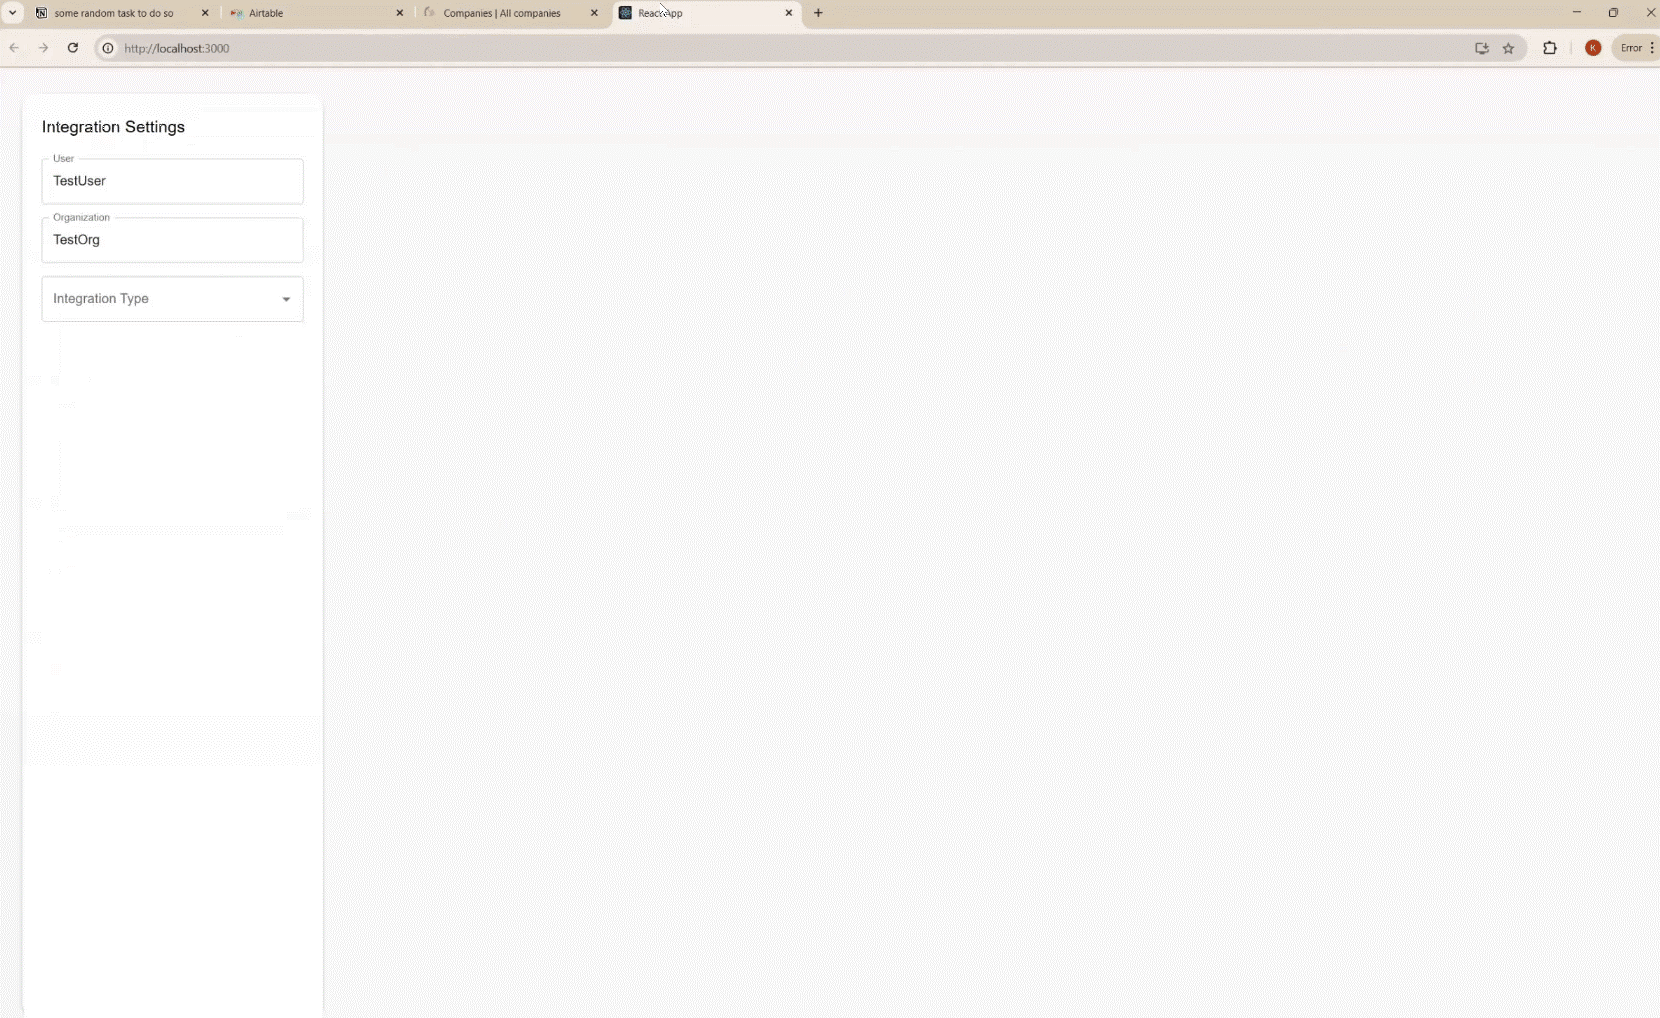 some random task to do so
Airtable
Companies | All companies
React App
http://localhost:3000
K
Error
Integration Settings
User
TestUser
Organization
TestOrg
Integration Type